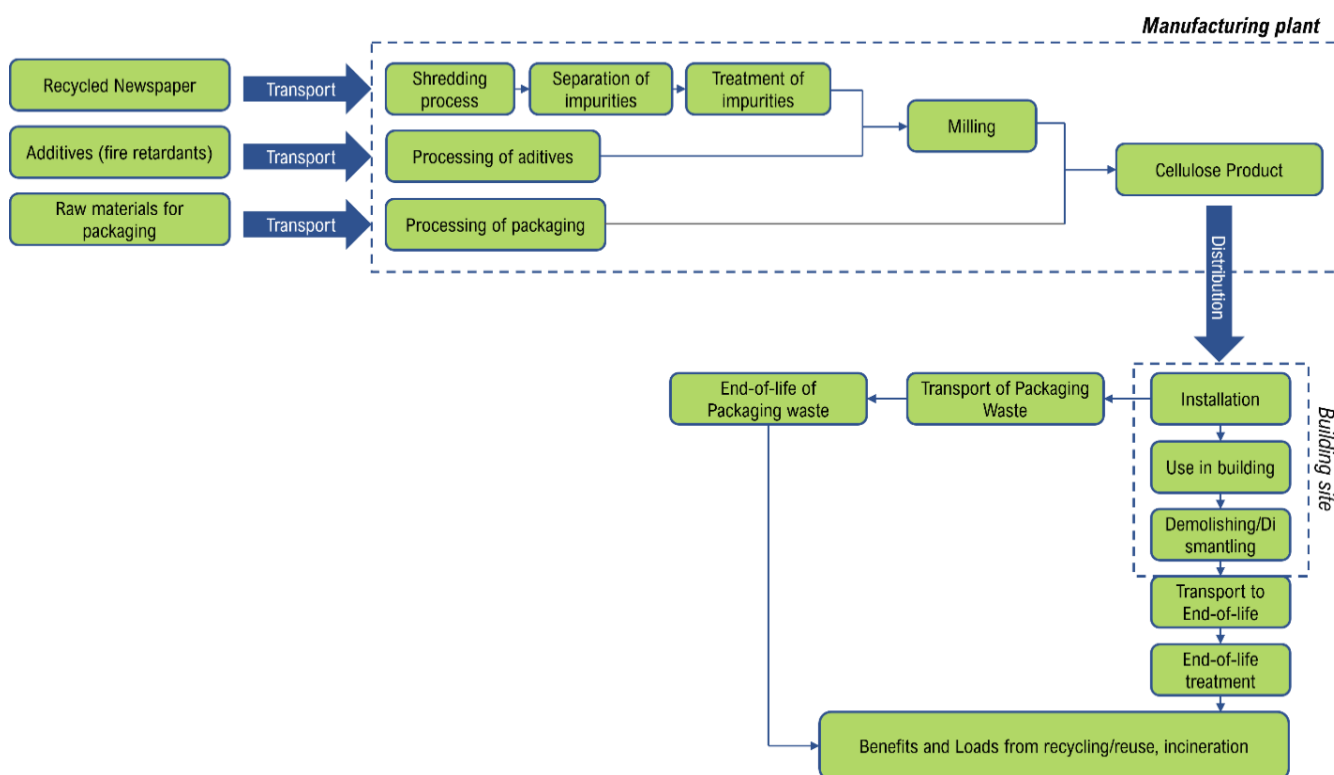 Manufacturing plant
Recycled Newspaper
Transport
Shredding
process
Separation of
impurities
Treatment of
impurities
Milling
Additives (fire retardants)
Transport
Processing of aditives
Cellulose Product
Raw materials for
packaging
Transport
Processing of packaging
Distribution
End-of-life of
Packaging waste
Transport of Packaging
Waste
Installation
Building site
Use in building
Demolishing/Di
smantling
Transport to
End-of-life
End-of-life
treatment
Benefits and Loads from recycling/reuse, incineration